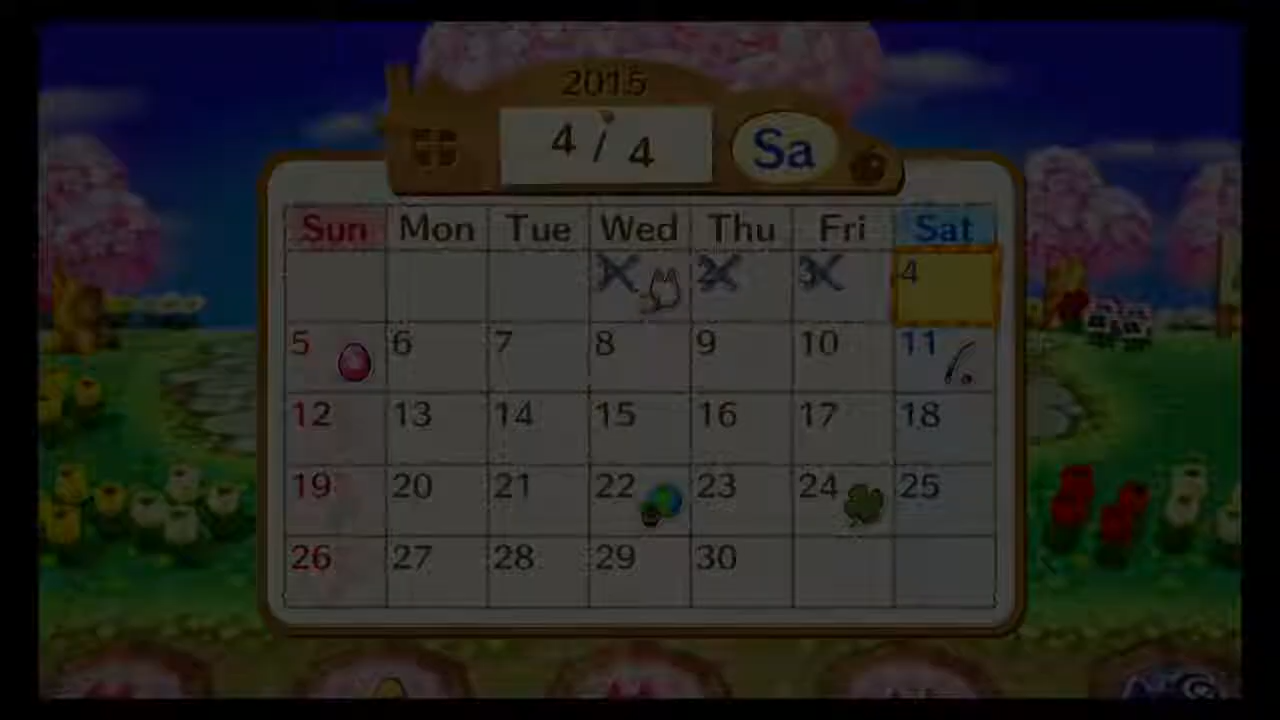 2015
4 / 4 Sa
Sun Mon Tue Wed Thu Fri Sat
1 2 3 4
5 6 7 8 9 10 11
12 13 14 15 16 17 18
19 20 21 22 23 24 25
26 27 28 29 30